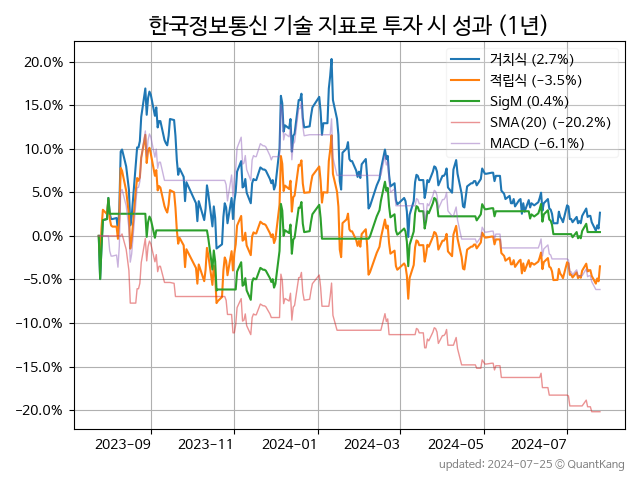 한국정보통신 기술 지표로 투자 시 성과 (1년)
거치식 (2.7%)
적립식 (−3.5%)
SigM (0.4%)
SMA(20) (−20.2%)
MACD (−6.1%)
20.0%
15.0%
10.0%
5.0%
0.0%
−5.0%
−10.0%
−15.0%
−20.0%
2023−09 2023−11 2024−01 2024−03 2024−05 2024−07
updated: 2024-07-25 © QuantKang